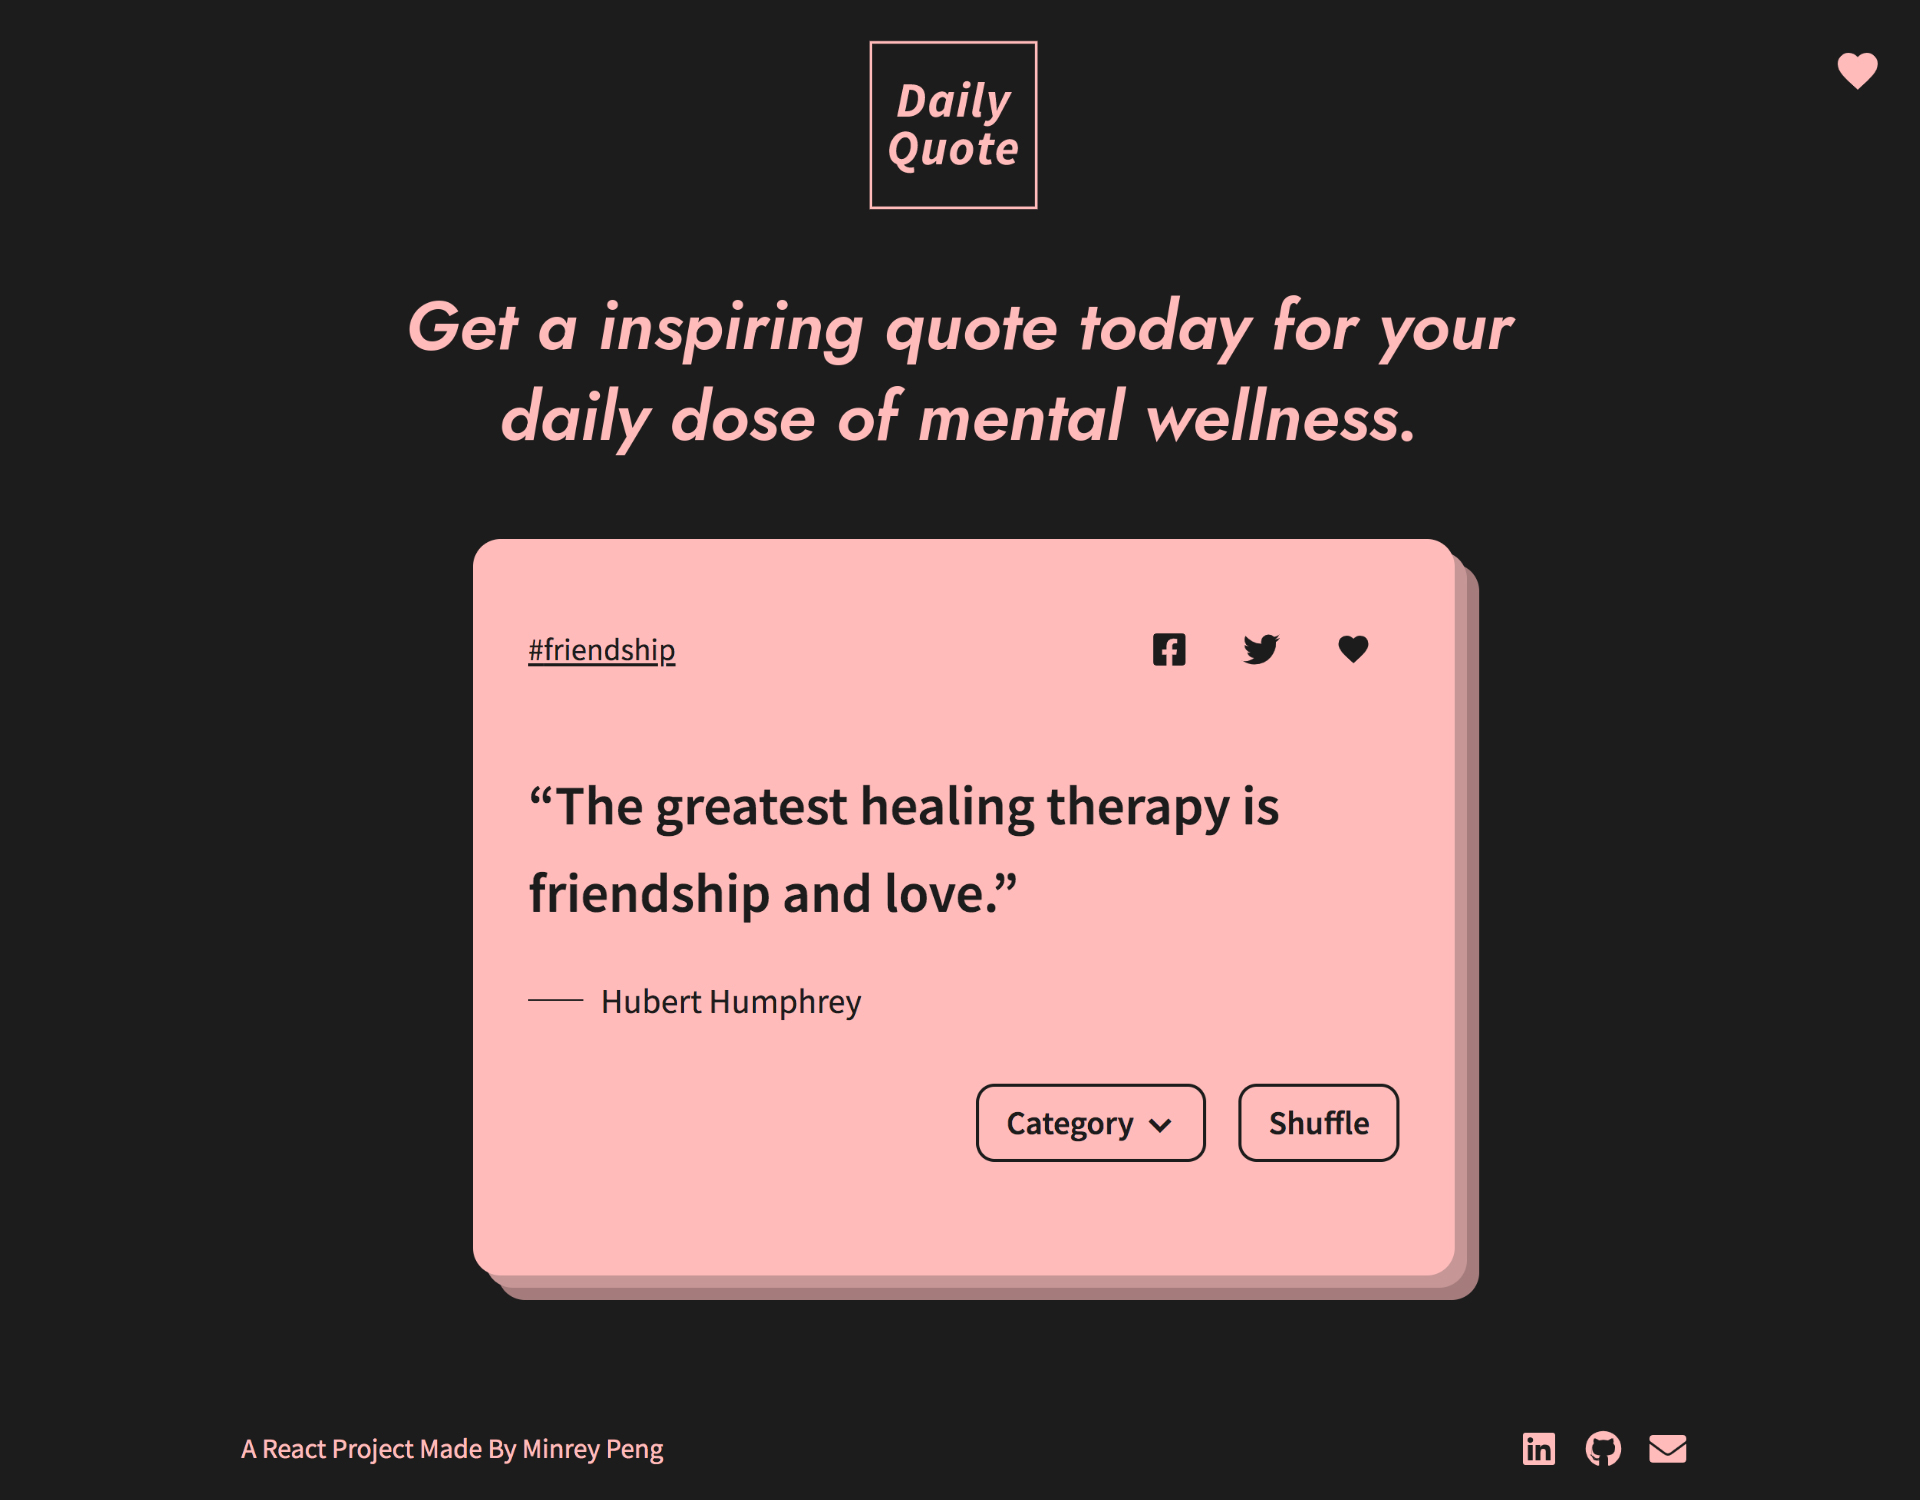 Daily
Quote
Get a inspiring quote today for your
daily dose of mental wellness.
#friendship
“The greatest healing therapy is
friendship and love.”
Hubert Humphrey
Category
Shuffle
A React Project Made By Minrey Peng